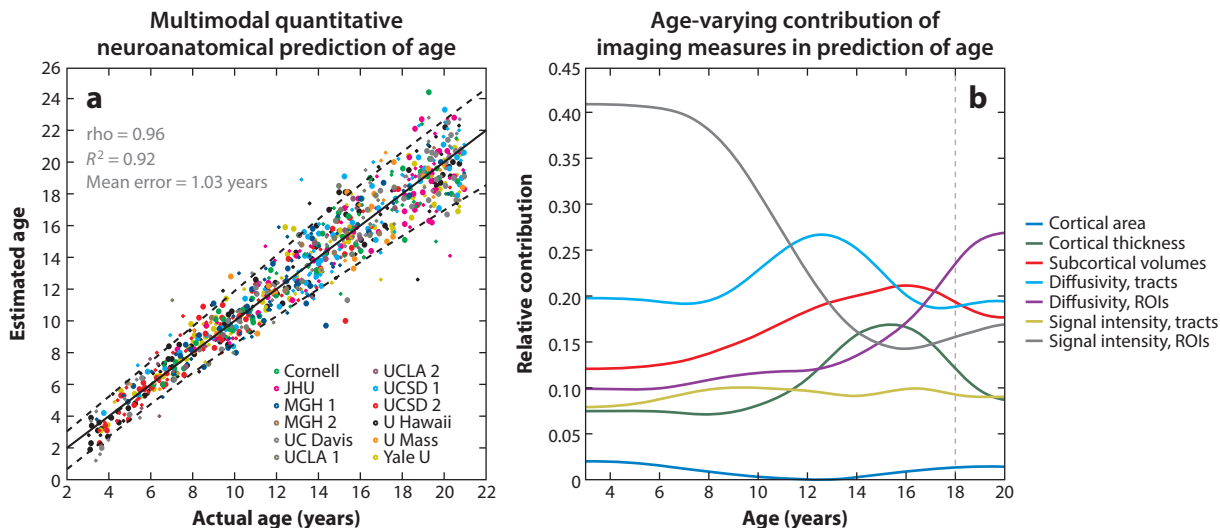 Multimodal quantitative
neuroanatomical prediction of age
a
rho = 0.96
R² = 0.92
Mean error = 1.03 years
Estimated age
26
24
22
20
18
16
14
12
10
8
6
4
2
0
Cornell
JHU
MGH 1
MGH 2
UC Davis
UCLA 1
UCLA 2
UCSD 1
UCSD 2
U Hawaii
U Mass
Yale U
2 4 6 8 10 12 14 16 18 20 22
Actual age (years)
Age-varying contribution of
imaging measures in prediction of age
b
Relative contribution
0.45
0.40
0.35
0.30
0.25
0.20
0.15
0.10
0.05
0.00
4 6 8 10 12 14 16 18 20
Age (years)
Cortical area
Cortical thickness
Subcortical volumes
Diffusivity, tracts
Diffusivity, ROIs
Signal intensity, tracts
Signal intensity, ROIs